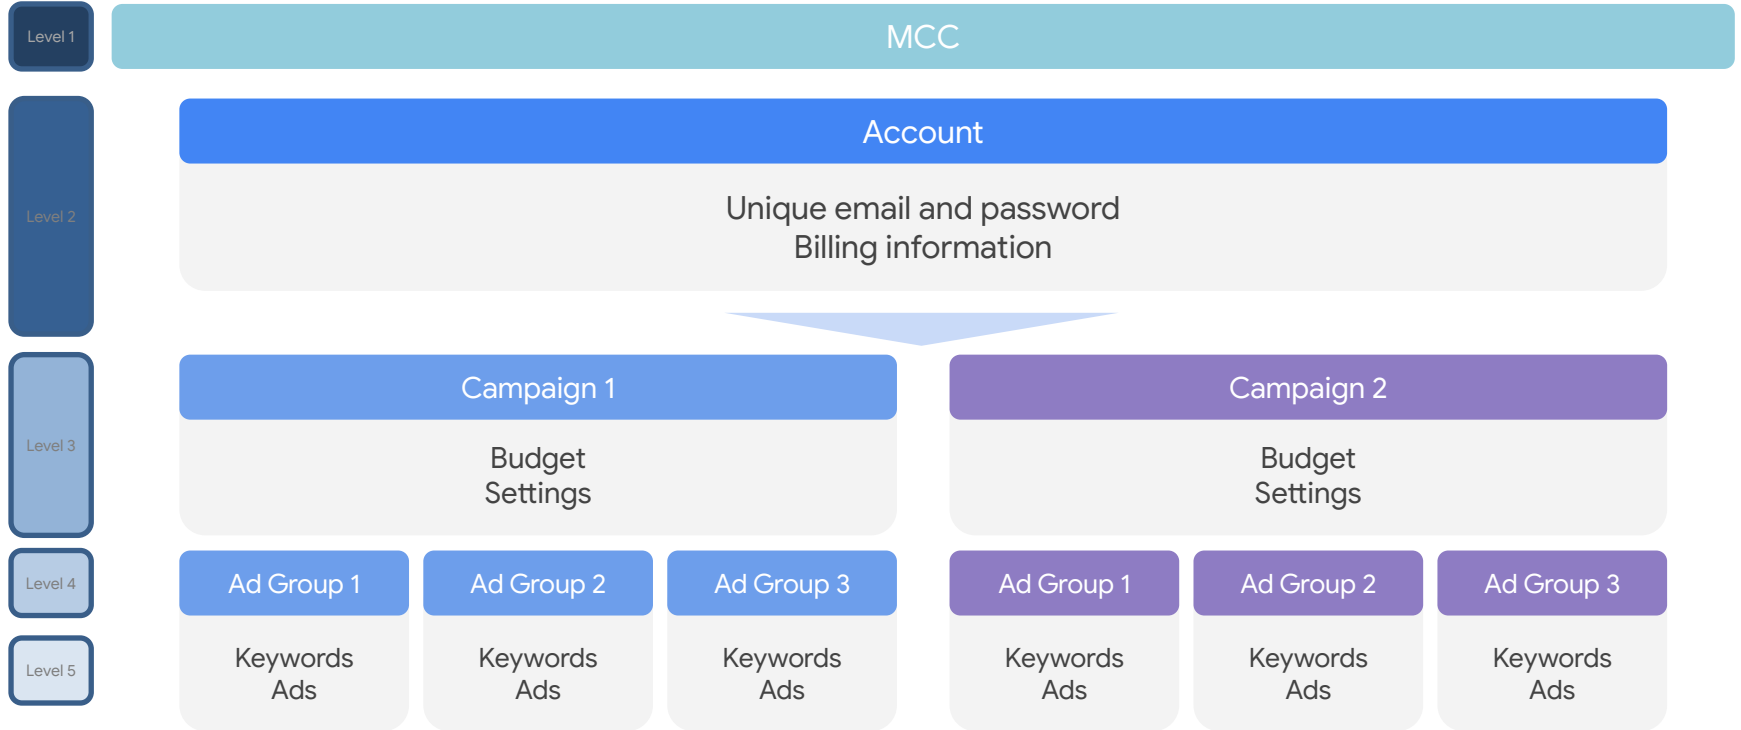 Level 1
MCC
Level 2
Account
Unique email and password
Billing information
Level 3
Campaign 1
Budget
Settings
Campaign 2
Budget
Settings
Level 4
Ad Group 1
Ad Group 2
Ad Group 3
Ad Group 1
Ad Group 2
Ad Group 3
Level 5
Keywords
Ads
Keywords
Ads
Keywords
Ads
Keywords
Ads
Keywords
Ads
Keywords
Ads